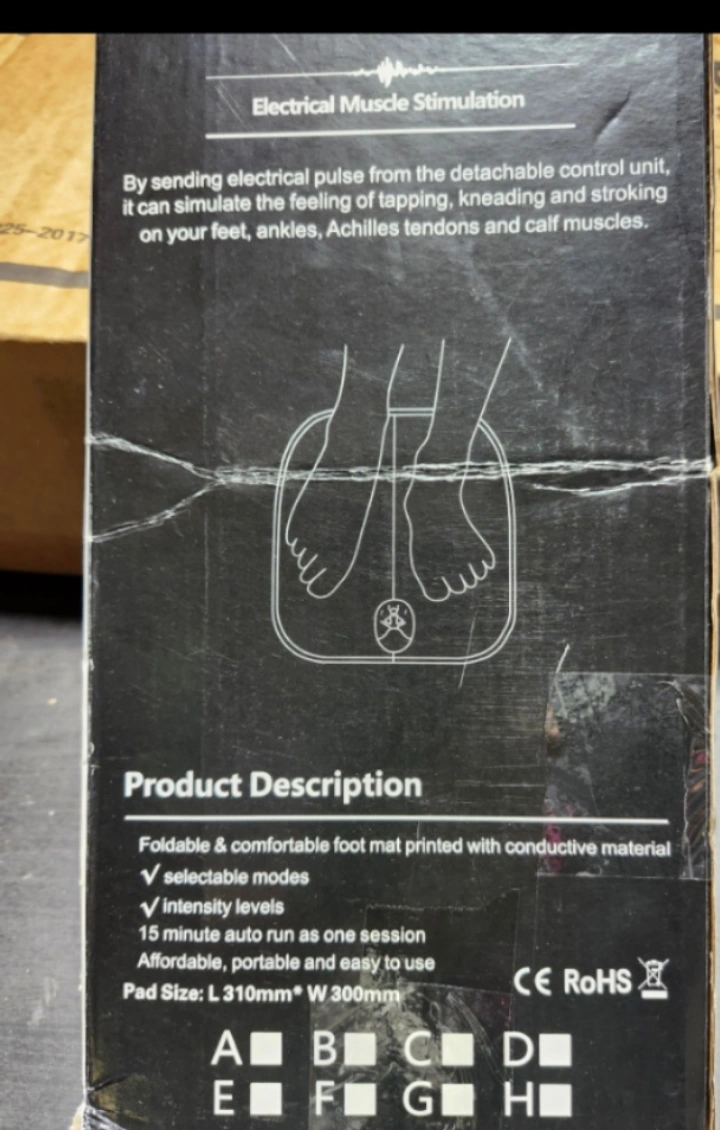 25-2017
Electrical Muscle Stimulation
By sending electrical pulse from the detachable control unit,
it can simulate the feeling of tapping, kneading and stroking
on your feet, ankles, Achilles tendons and calf muscles.
Product Description
Foldable & comfortable foot mat printed with conductive material
√ selectable modes
√ intensity levels
15 minute auto run as one session
Affordable, portable and easy to use
Pad Size: L 310mm* W 300mm
CE RoHS
A B C D
E F G H